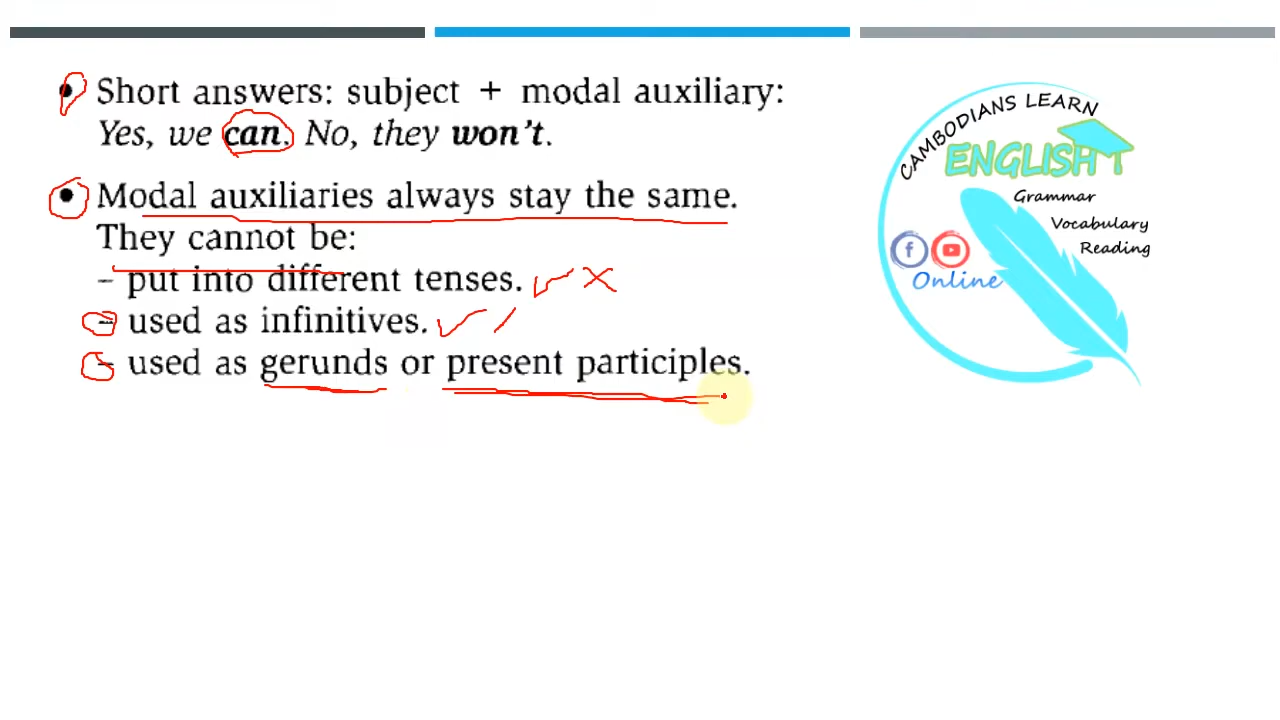 • Short answers: subject + modal auxiliary:
Yes, we can. No, they won't.
• Modal auxiliaries always stay the same.
They cannot be:
– put into different tenses.
– used as infinitives.
– used as gerunds or present participles.
CAMBODIANS LEARN
ENGLISH
Grammar
Vocabulary
Reading
f
Online